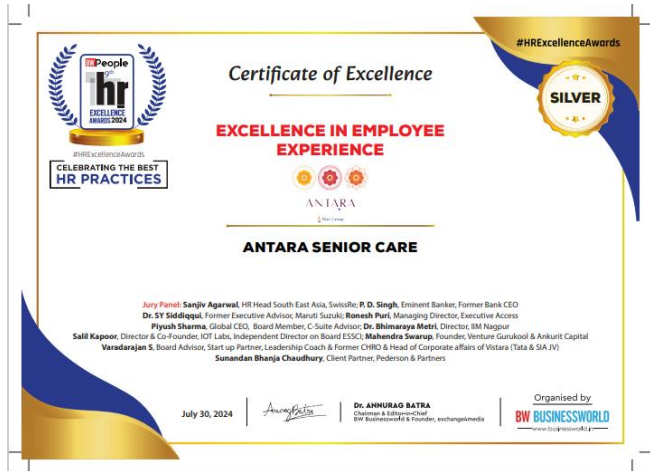 #HRExcellenceAwards
BW People
9th
hr
EXCELLENCE
AWARDS 2024
#HRExcellenceAwards
CELEBRATING THE BEST
HR PRACTICES
Certificate of Excellence
SILVER
EXCELLENCE IN EMPLOYEE
EXPERIENCE
ANTARA
ANTARA SENIOR CARE
Jury Panel: Sanjiv Agarwal, HR Head South East Asia, SwissRe; P. D. Singh, Eminent Banker, Former Bank CEO
Dr. SY Siddiqqui, Former Executive Advisor, Maruti Suzuki; Ronesh Puri, Managing Director, Executive Access
Piyush Sharma, Global CEO, Board Member, C-Suite Advisor; Dr. Bhimaraya Metri, Director, IIM Nagpur
Salil Kapoor, Director & Co-Founder, IOT Labs, Independent Director on Board ESSCI; Mahendra Swarup, Founder, Venture Gurukool & Ankurit Capital
Varadarajan S, Board Advisor, Start up Partner, Leadership Coach & Former CHRO & Head of Corporate affairs of Vistara (Tata & SIA JV)
Sunandan Bhanja Chaudhury, Client Partner, Pederson & Partners
July 30, 2024
Dr. ANNURAG BATRA
Chairman & Editor-in-Chief
BW Businessworld & Founder, exchange4media
Organised by
BW BUSINESSWORLD
www.businessworld.in